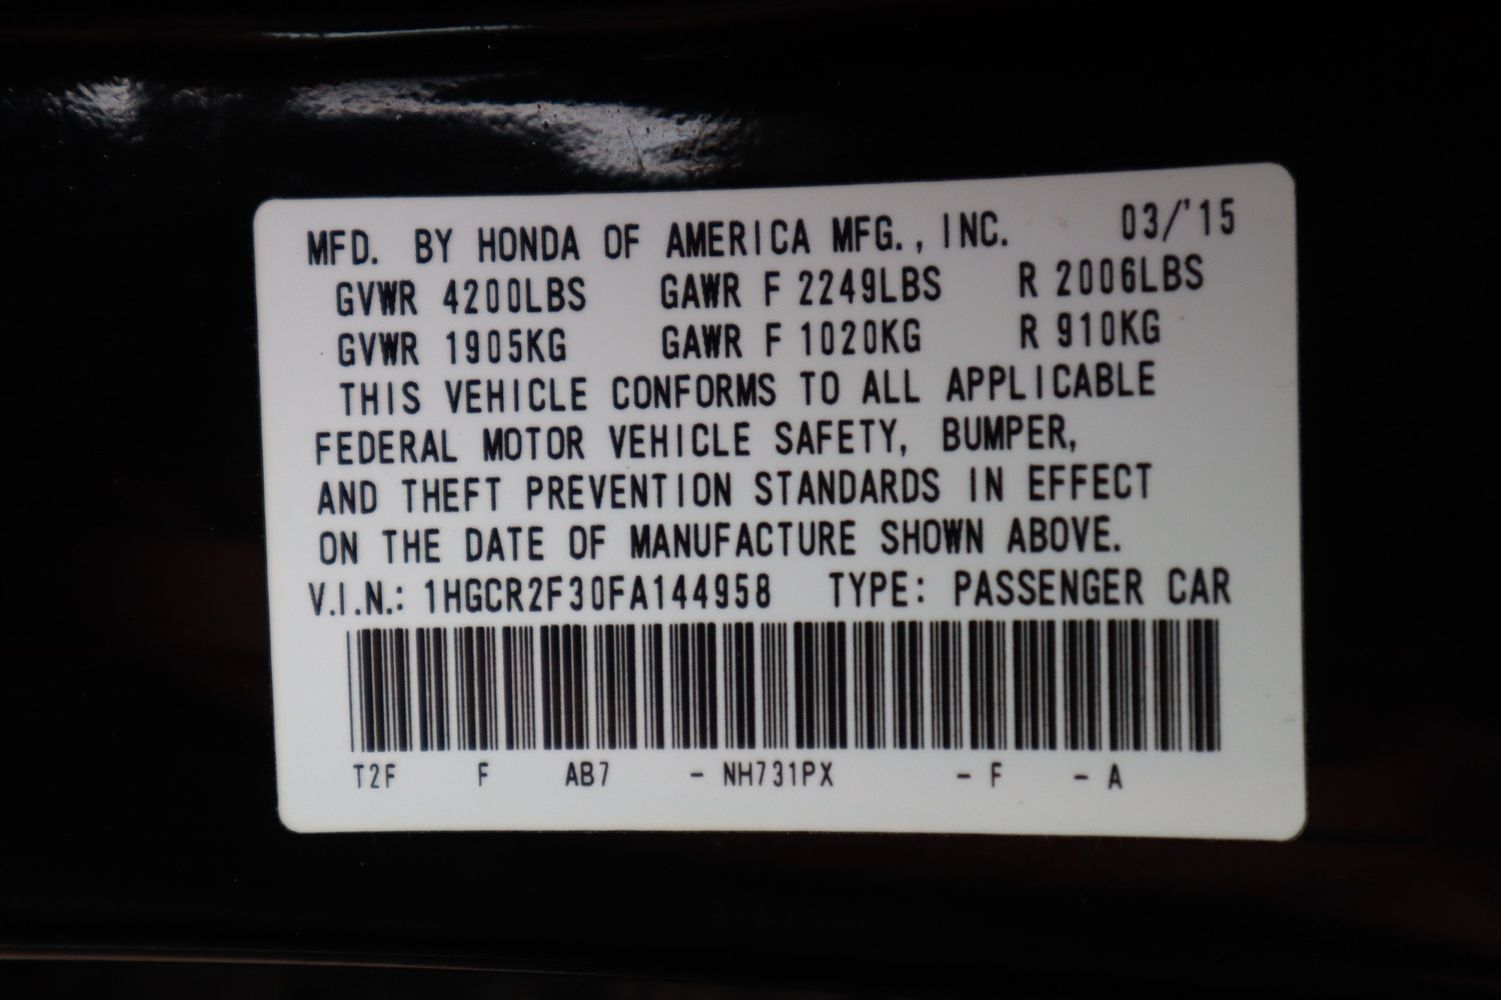 MFD. BY HONDA OF AMERICA MFG., INC. 03/'15
GVWR 4200LBS GAWR F 2249LBS R 2006LBS
GVWR 1905KG GAWR F 1020KG R 910KG
THIS VEHICLE CONFORMS TO ALL APPLICABLE
FEDERAL MOTOR VEHICLE SAFETY, BUMPER,
AND THEFT PREVENTION STANDARDS IN EFFECT
ON THE DATE OF MANUFACTURE SHOWN ABOVE.
V.I.N.: 1HGCR2F30FA144958 TYPE: PASSENGER CAR
T2F F AB7 - NH731PX - F - A